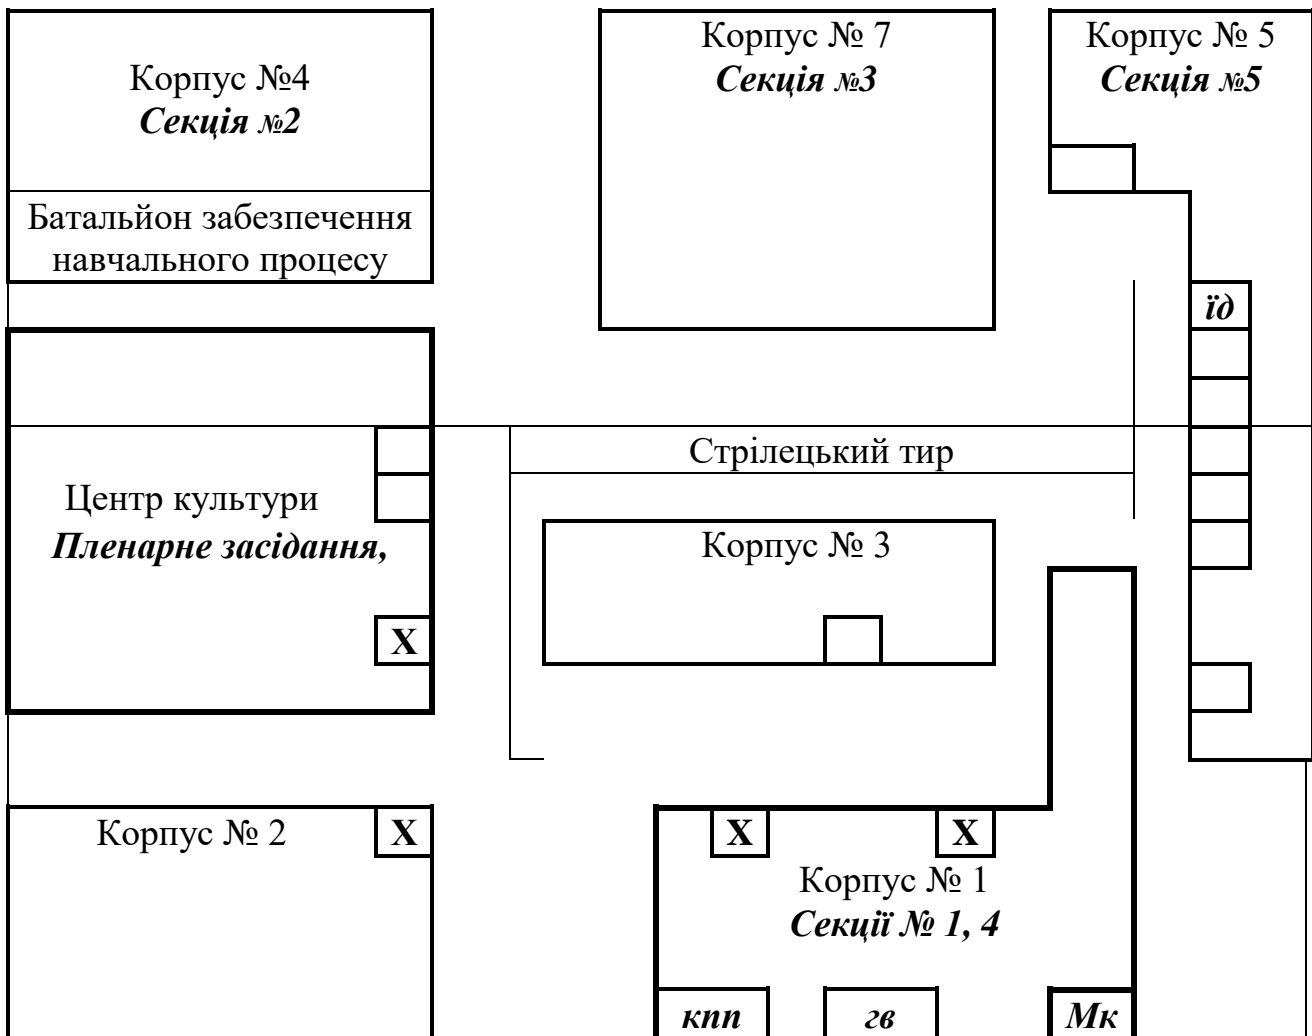 Корпус №4
Секція №2
Батальйон забезпечення
навчального процесу
Корпус № 7
Секція №3
Корпус № 5
Секція №5
їд
Стрілецький тир
Центр культури
Пленарне засідання,
Х
Корпус № 3
Корпус № 2
Х
Х
Х
Корпус № 1
Секції № 1, 4
кпп
гв
Мк